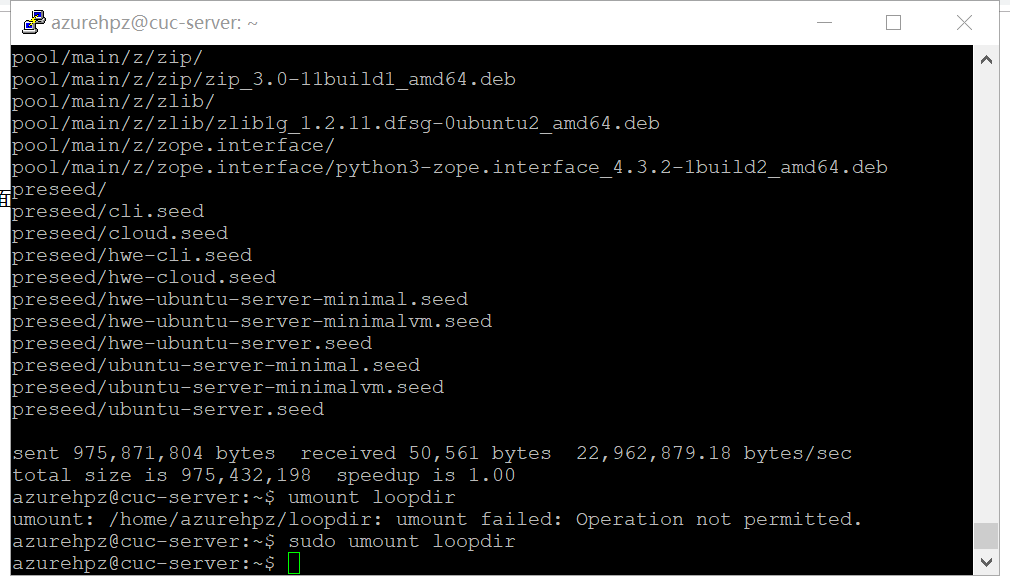 azurehpz@cuc-server: ~
pool/main/z/zip/
pool/main/z/zip/zip_3.0-11build1_amd64.deb
pool/main/z/zlib/
pool/main/z/zlib/zlib1g_1.2.11.dfsg-0ubuntu2_amd64.deb
pool/main/z/zope.interface/
pool/main/z/zope.interface/python3-zope.interface_4.3.2-1build2_amd64.deb
preseed/
preseed/cli.seed
preseed/cloud.seed
preseed/hwe-cli.seed
preseed/hwe-cloud.seed
preseed/hwe-ubuntu-server-minimal.seed
preseed/hwe-ubuntu-server-minimalvm.seed
preseed/hwe-ubuntu-server.seed
preseed/ubuntu-server-minimal.seed
preseed/ubuntu-server-minimalvm.seed
preseed/ubuntu-server.seed
sent 975,871,804 bytes  received 50,561 bytes  22,962,879.18 bytes/sec
total size is 975,432,198  speedup is 1.00
azurehpz@cuc-server:~$ umount loopdir
umount: /home/azurehpz/loopdir: umount failed: Operation not permitted.
azurehpz@cuc-server:~$ sudo umount loopdir
azurehpz@cuc-server:~$